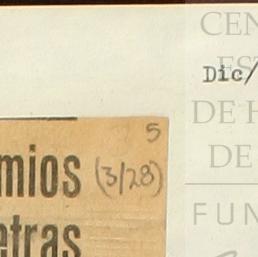 CEN
ES
Dic/
DE H
DE
FUN
5
mios (3/28)
etras